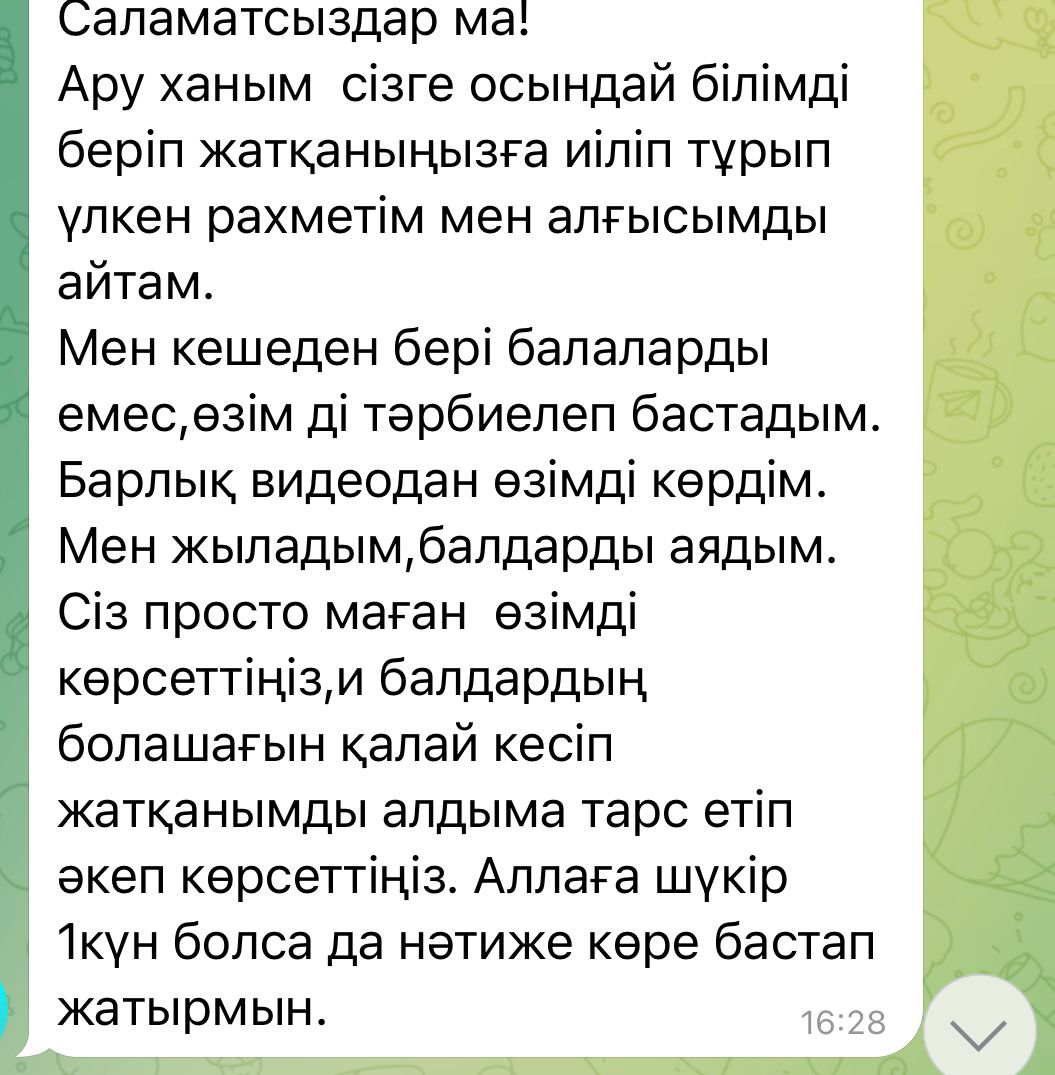 Саламатсыздар ма!
Ару ханым  сізге осындай білімді
беріп жатқаныңызға иіліп тұрып
үлкен рахметім мен алғысымды
айтам.
Мен кешеден бері балаларды
емес,өзім ді тәрбиелеп бастадым.
Барлық видеодан өзімді көрдім.
Мен жыладым,балдарды аядым.
Сіз просто маған  өзімді
көрсеттіңіз,и балдардың
болашағын қалай кесіп
жатқанымды алдыма тарс етіп
әкеп көрсеттіңіз. Аллаға шүкір
1күн болса да нәтиже көре бастап
жатырмын.
16:28